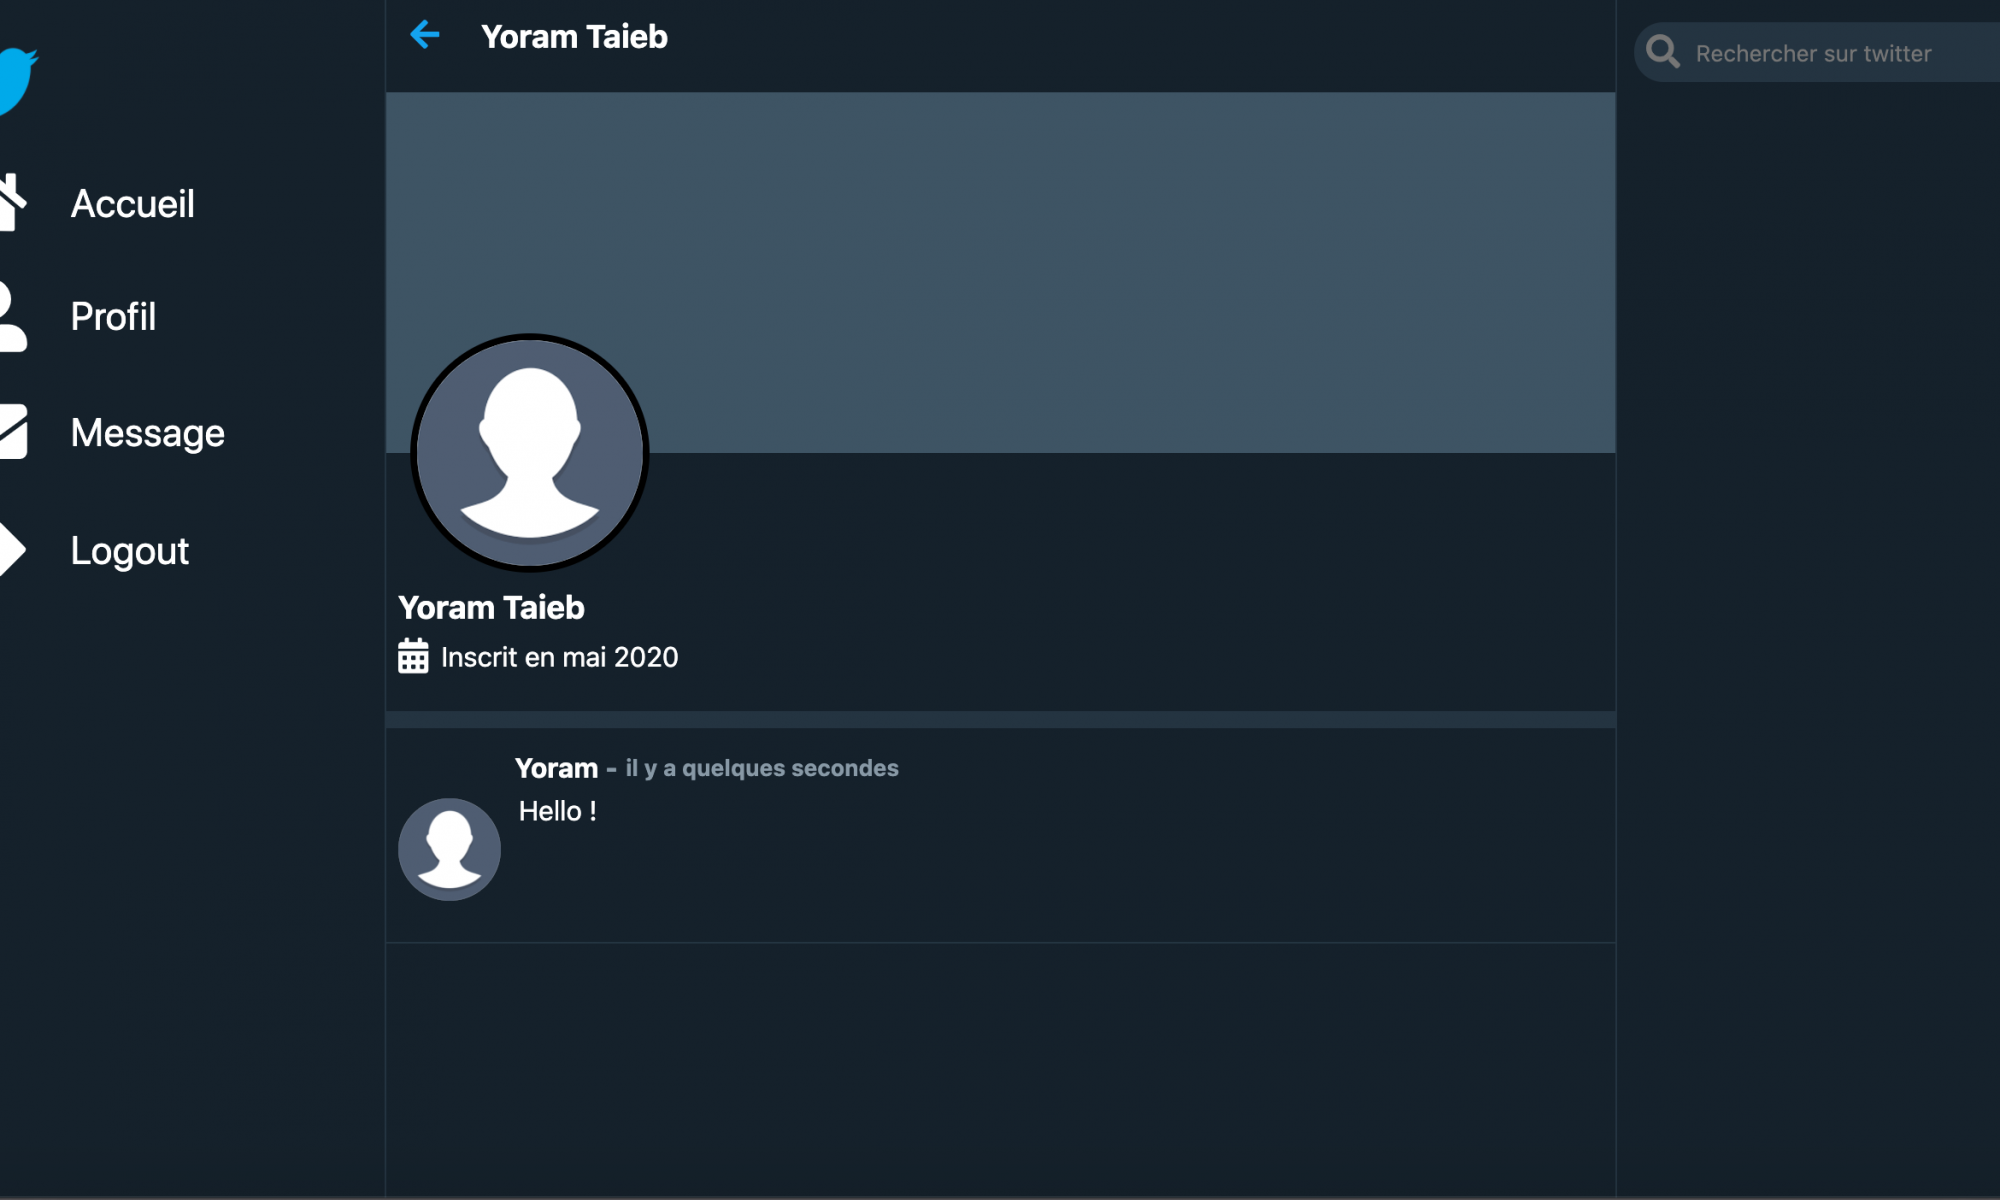 Yoram Taieb
Rechercher sur twitter
Accueil
Profil
Message
Logout
Yoram Taieb
Inscrit en mai 2020
Yoram - il y a quelques secondes
Hello !